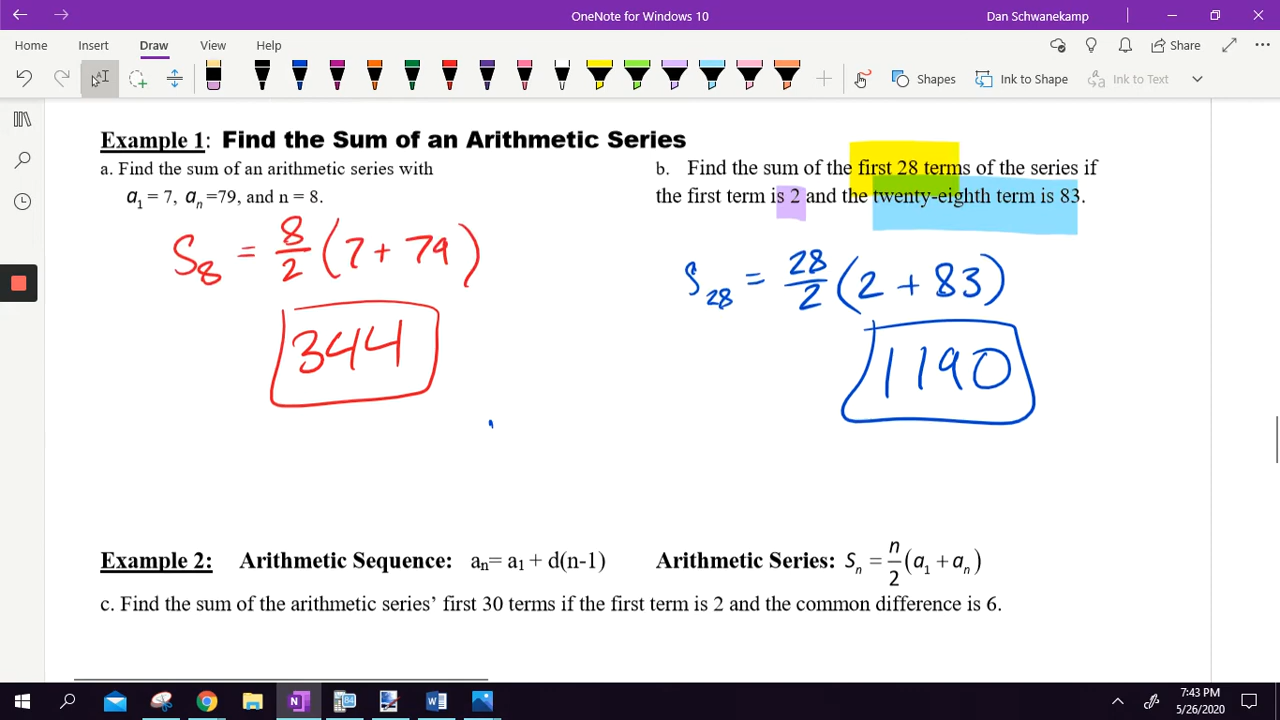 OneNote for Windows 10
Dan Schwanekamp
Home Insert Draw View Help
Share
Shapes
Ink to Shape
Ink to Text
Example 1: Find the Sum of an Arithmetic Series
a. Find the sum of an arithmetic series with
a₁ = 7, aₙ =79, and n = 8.
S₈ = 8/2 (7 + 79)
344
b. Find the sum of the first 28 terms of the series if
the first term is 2 and the twenty-eighth term is 83.
S₂₈ = 28/2 (2 + 83)
1190
Example 2: Arithmetic Sequence: aₙ= a₁ + d(n-1) Arithmetic Series: Sₙ = n/2 (a₁ + aₙ)
c. Find the sum of the arithmetic series’ first 30 terms if the first term is 2 and the common difference is 6.
7:43 PM
5/26/2020